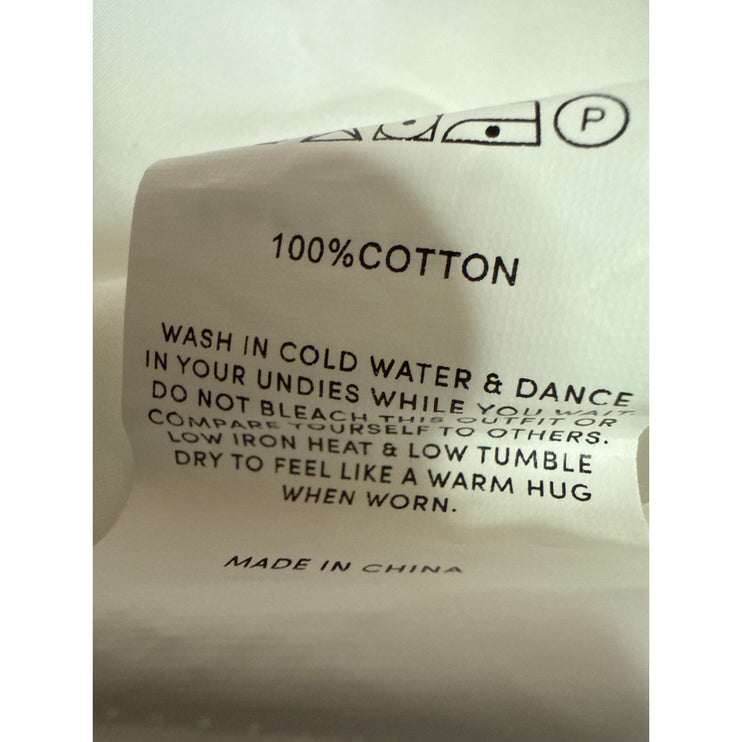 P
100%COTTON
WASH IN COLD WATER & DANCE
IN YOUR UNDIES WHILE YOU WAIT.
DO NOT BLEACH THIS OUTFIT OR
COMPARE YOURSELF TO OTHERS.
LOW IRON HEAT & LOW TUMBLE
DRY TO FEEL LIKE A WARM HUG
WHEN WORN.
MADE IN CHINA